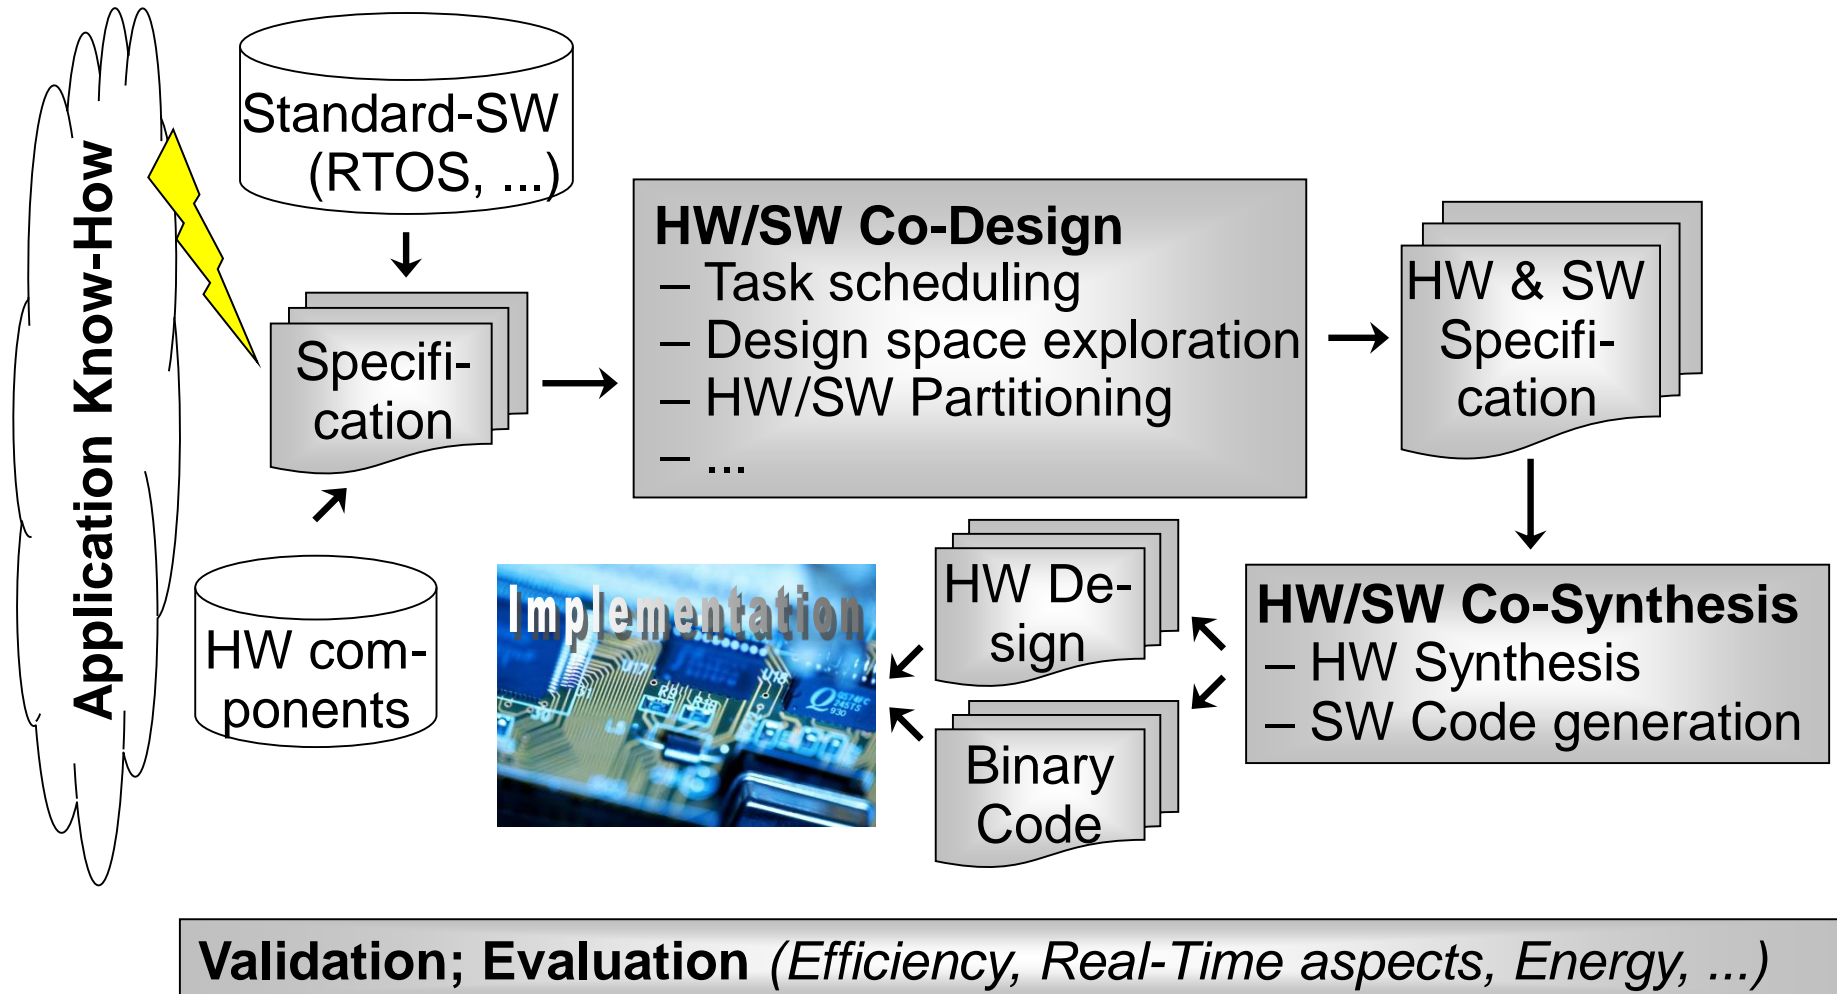 Application Know-How
Standard-SW
(RTOS, ...)
Specifi-
cation
HW com-
ponents
HW/SW Co-Design
– Task scheduling
– Design space exploration
– HW/SW Partitioning
– ...
HW & SW
Specifi-
cation
HW/SW Co-Synthesis
– HW Synthesis
– SW Code generation
HW De-
sign
Binary
Code
Implementation
U17
Validation; Evaluation (Efficiency, Real-Time aspects, Energy, ...)